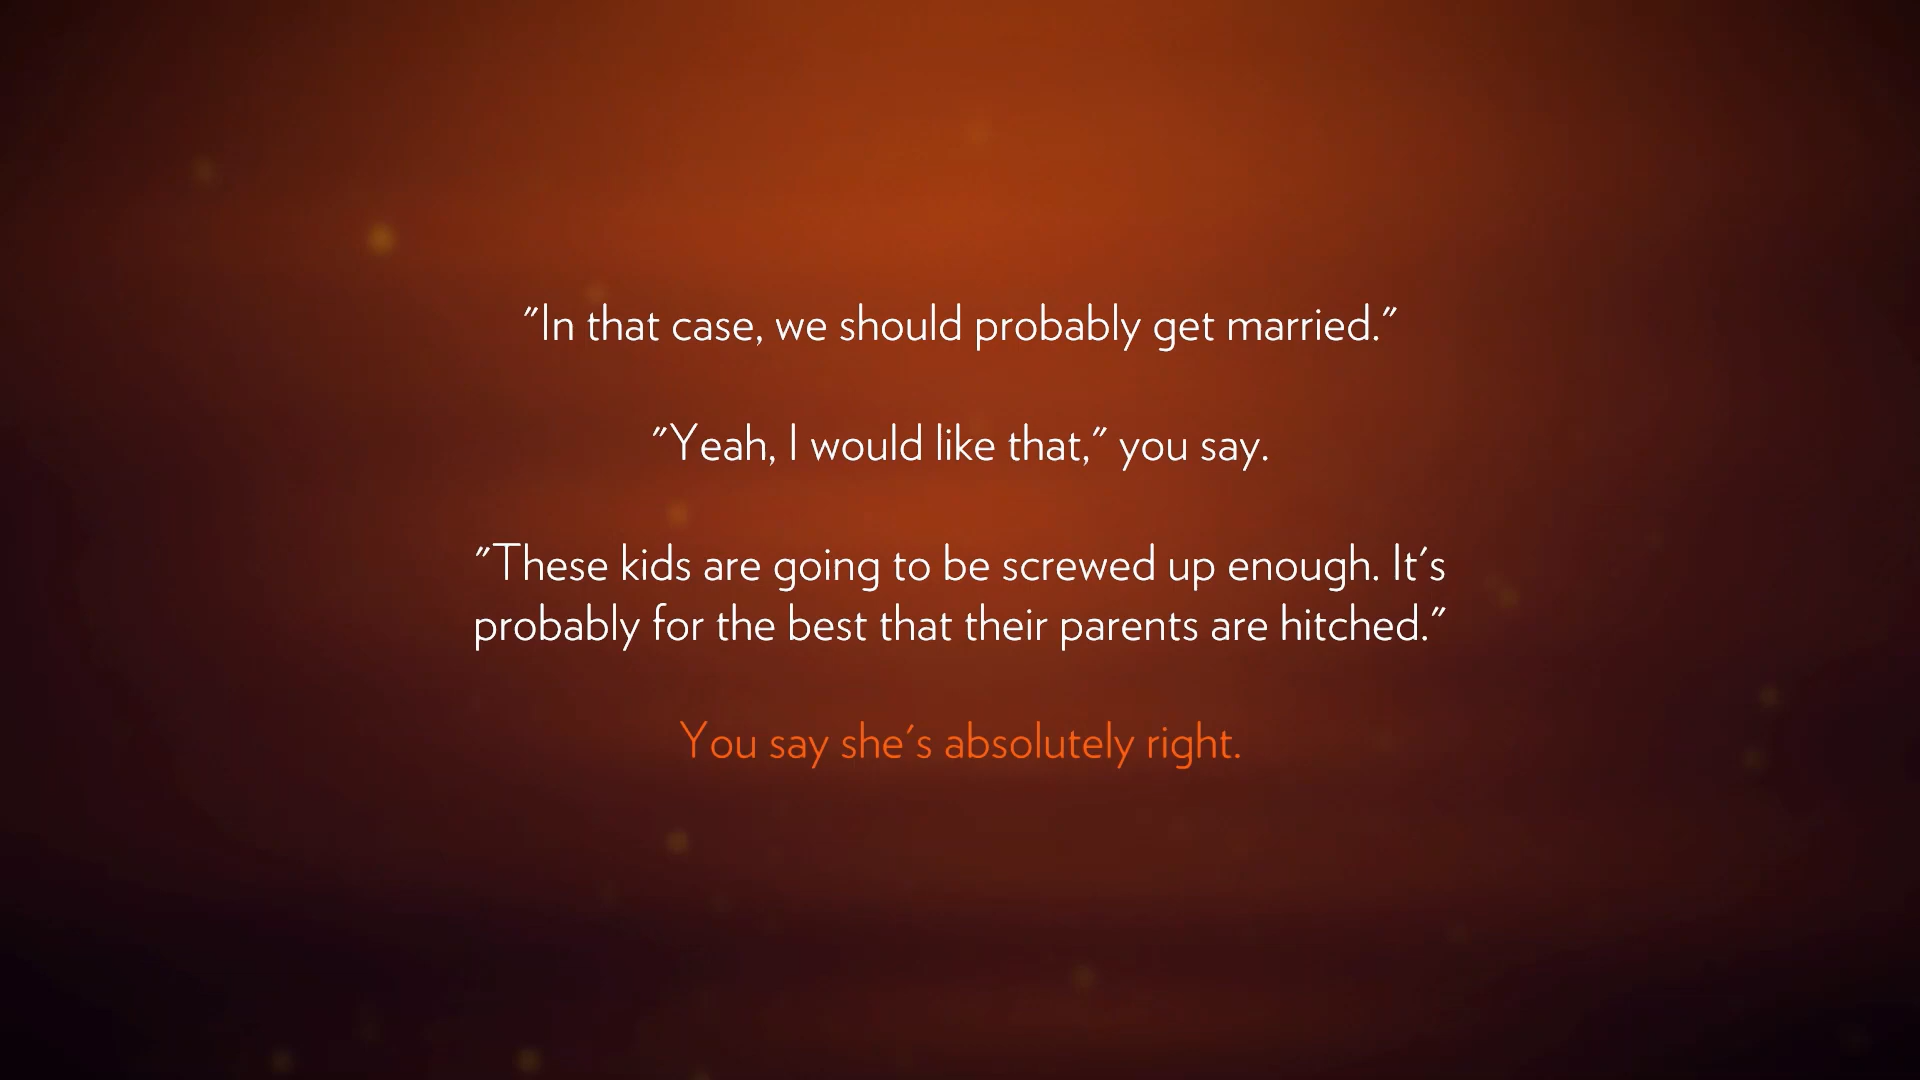 "In that case, we should probably get married."
"Yeah, I would like that," you say.
"These kids are going to be screwed up enough. It's
probably for the best that their parents are hitched."
You say she's absolutely right.